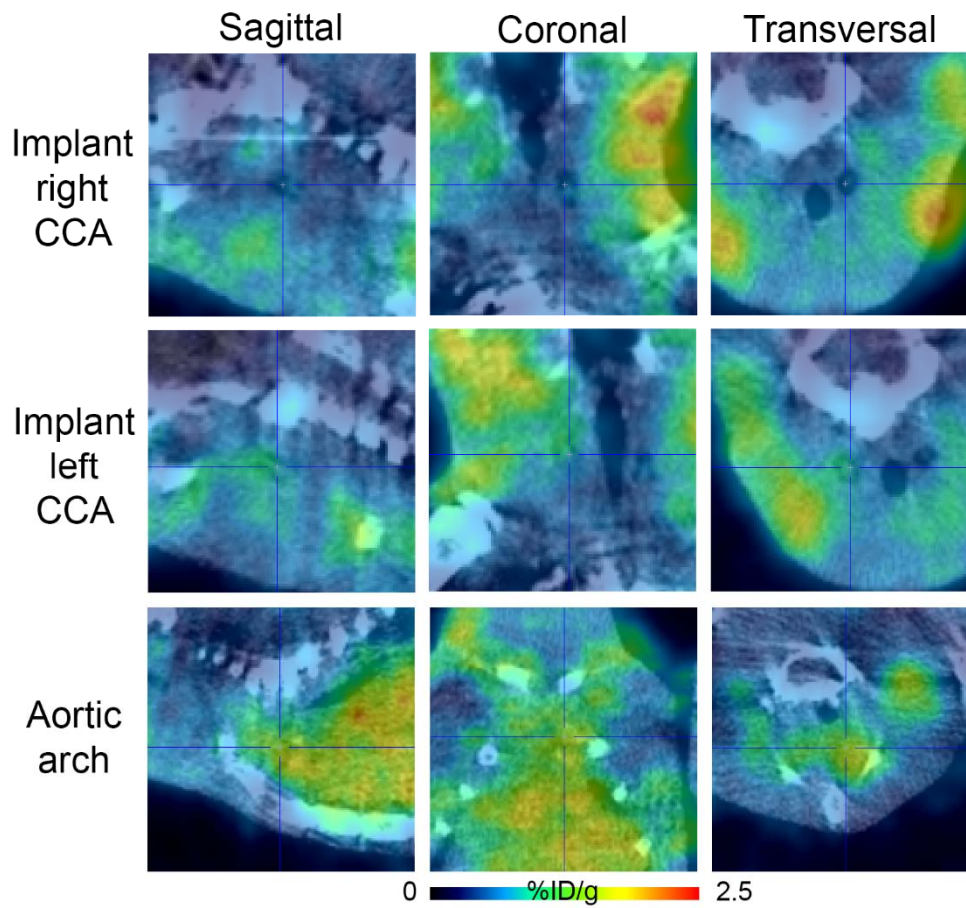 Sagittal Coronal Transversal
Implant
right
CCA
Implant
left
CCA
Aortic
arch
0 %ID/g 2.5